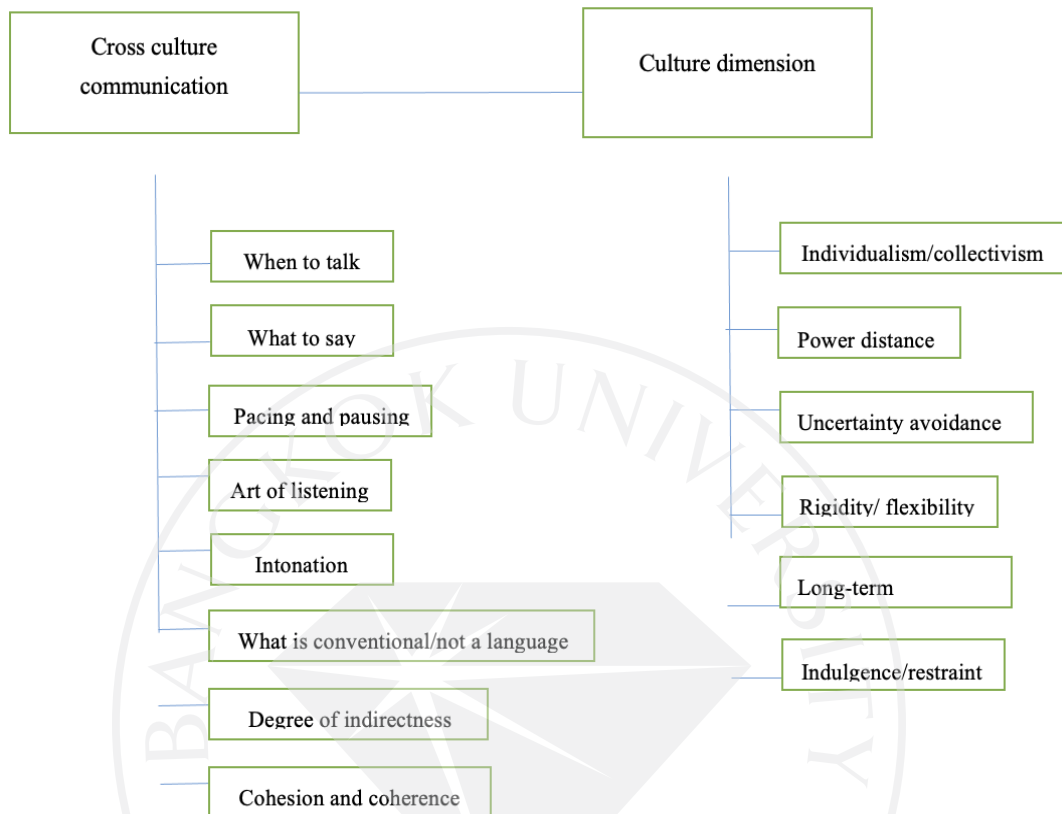 Cross culture
communication
Culture dimension
When to talk
What to say
Pacing and pausing
Art of listening
Intonation
What is conventional/not a language
Degree of indirectness
Cohesion and coherence
Individualism/collectivism
Power distance
Uncertainty avoidance
Rigidity/ flexibility
Long-term
Indulgence/restraint
BANGKOK UNIVERSITY